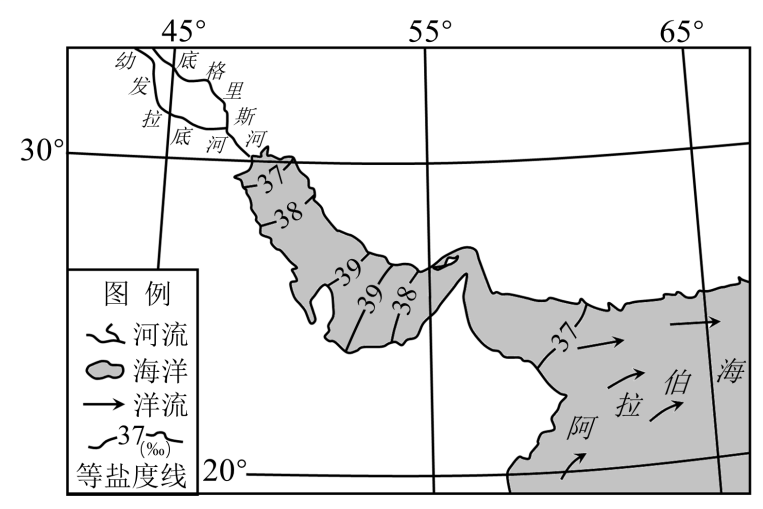 45° 55° 65°
幼发拉底河
底格里斯河
30°
37
38
39
39
38
37
阿拉伯海
20°
图 例
河流
海洋
洋流
37(‰)
等盐度线